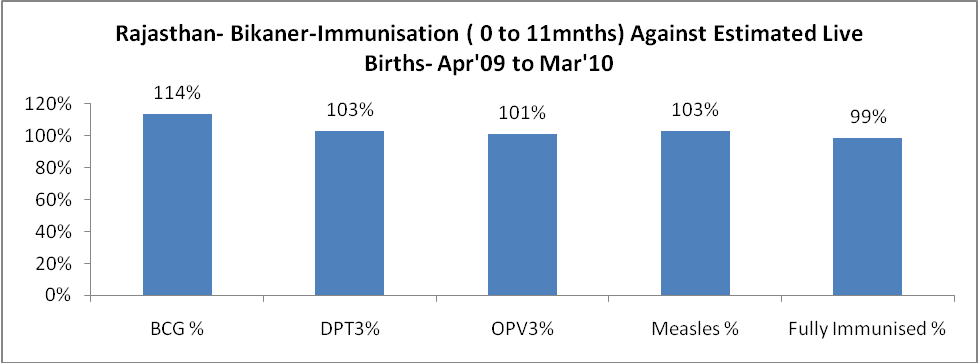 Rajasthan- Bikaner-Immunisation ( 0 to 11mnths) Against Estimated Live
Births- Apr'09 to Mar'10
114%
103%
101%
103%
99%
120%
100%
80%
60%
40%
20%
0%
BCG %
DPT3%
OPV3%
Measles %
Fully Immunised %